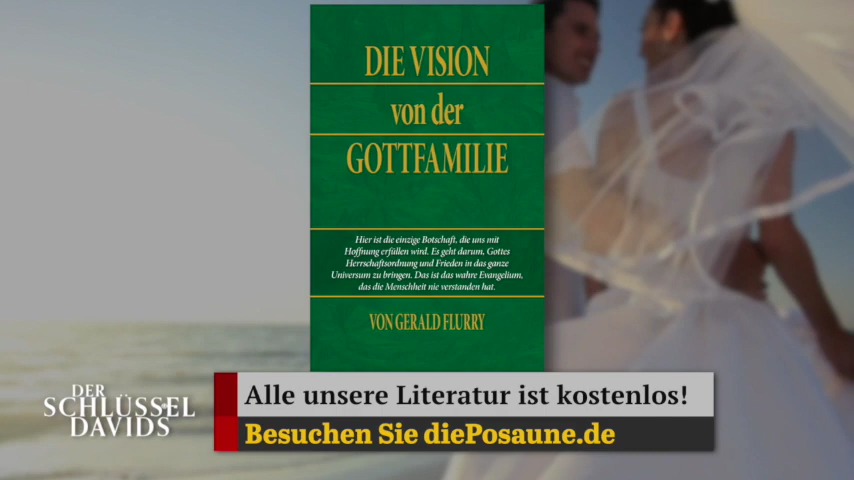 DIE VISION
von der
GOTTFAMILIE
Hier ist die einzige Botschaft, die uns mit
Hoffnung erfüllen wird. Es geht darum, Gottes
Herrschaftsordnung und Frieden in das ganze
Universum zu bringen. Das ist das wahre Evangelium,
das die Menschheit nie verstanden hat.
VON GERALD FLURRY
DER
SCHLÜSSEL
DAVIDS
Alle unsere Literatur ist kostenlos!
Besuchen Sie diePosaune.de